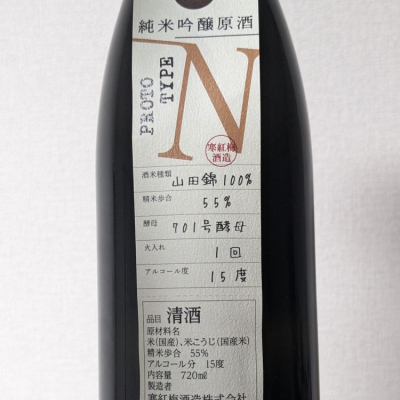 純米吟醸原酒
PROTO
TYPE
N
寒紅梅
酒造
酒米種類 山田錦100%
精米歩合 55%
酵母 701号酵母
火入れ 1回
アルコール度 15度
品目 清酒
原材料名
米(国産)、米こうじ(国産米)
精米歩合 55%
アルコール分 15度
内容量 720ml
製造者
寒紅梅酒造株式会社